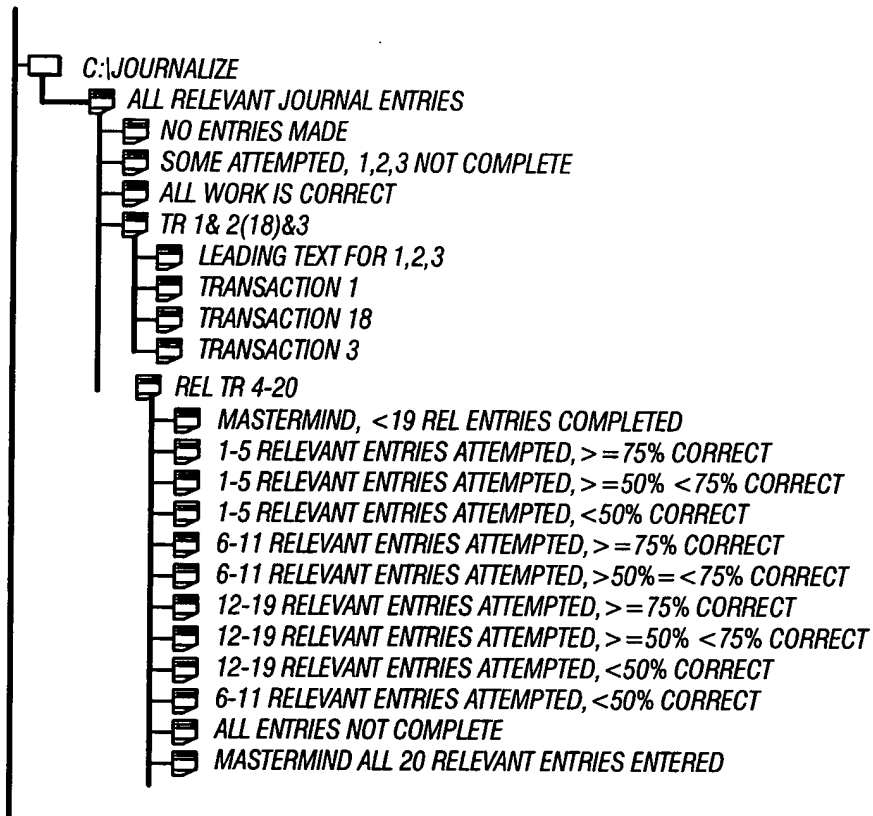 C:\JOURNALIZE
ALL RELEVANT JOURNAL ENTRIES
NO ENTRIES MADE
SOME ATTEMPTED, 1,2,3 NOT COMPLETE
ALL WORK IS CORRECT
TR 1& 2(18)&3
LEADING TEXT FOR 1,2,3
TRANSACTION 1
TRANSACTION 18
TRANSACTION 3
REL TR 4-20
MASTERMIND, <19 REL ENTRIES COMPLETED
1-5 RELEVANT ENTRIES ATTEMPTED, >=75% CORRECT
1-5 RELEVANT ENTRIES ATTEMPTED, >=50% <75% CORRECT
1-5 RELEVANT ENTRIES ATTEMPTED, <50% CORRECT
6-11 RELEVANT ENTRIES ATTEMPTED, >=75% CORRECT
6-11 RELEVANT ENTRIES ATTEMPTED, >50%=<75% CORRECT
12-19 RELEVANT ENTRIES ATTEMPTED, >=75% CORRECT
12-19 RELEVANT ENTRIES ATTEMPTED, >=50% <75% CORRECT
12-19 RELEVANT ENTRIES ATTEMPTED, <50% CORRECT
6-11 RELEVANT ENTRIES ATTEMPTED, <50% CORRECT
ALL ENTRIES NOT COMPLETE
MASTERMIND ALL 20 RELEVANT ENTRIES ENTERED